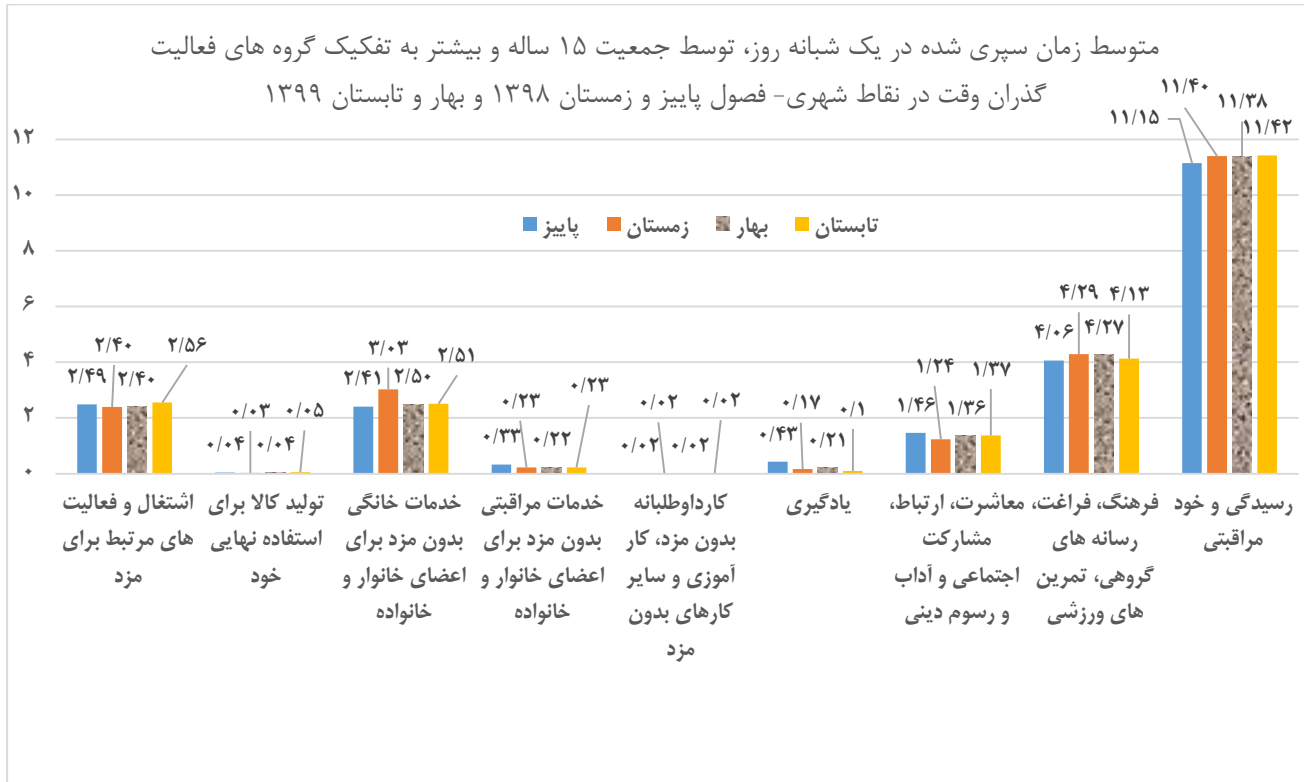 متوسط زمان سپری شده در یک شبانه روز، توسط جمعیت ۱۵ ساله و بیشتر به تفکیک گروه های فعالیت
گذران وقت در نقاط شهری- فصول پاییز و زمستان ۱۳۹۸ و بهار و تابستان ۱۳۹۹
۱۲
۱۰
۸
۶
۴
۲
۰
پاییز
زمستان
بهار
تابستان
۲/۴۹
۲/۴۰
۲/۴۰
۲/۵۶
۰/۰۴
۰/۰۳
۰/۰۴
۰/۰۵
۲/۴۱
۳/۰۳
۲/۵۰
۲/۵۱
۰/۳۳
۰/۲۳
۰/۲۲
۰/۲۳
۰/۰۲
۰/۰۲
۰/۰۲
۰/۰۲
۰/۴۳
۰/۱۷
۰/۲۱
۰/۱
۱/۴۶
۱/۲۴
۱/۳۶
۱/۳۷
۴/۰۶
۴/۲۹
۴/۲۷
۴/۱۳
۱۱/۱۵
۱۱/۴۰
۱۱/۳۸
۱۱/۴۲
اشتغال و فعالیت
های مرتبط برای
مزد
تولید کالا برای
استفاده نهایی
خود
خدمات خانگی
بدون مزد برای
اعضای خانوار و
خانواده
خدمات مراقبتی
بدون مزد برای
اعضای خانوار و
خانواده
کارداوطلبانه
بدون مزد، کار
آموزی و سایر
کارهای بدون
مزد
یادگیری
معاشرت، ارتباط،
مشارکت
اجتماعی و آداب
و رسوم دینی
فرهنگ، فراغت،
رسانه های
گروهی، تمرین
های ورزشی
رسیدگی و خود
مراقبتی